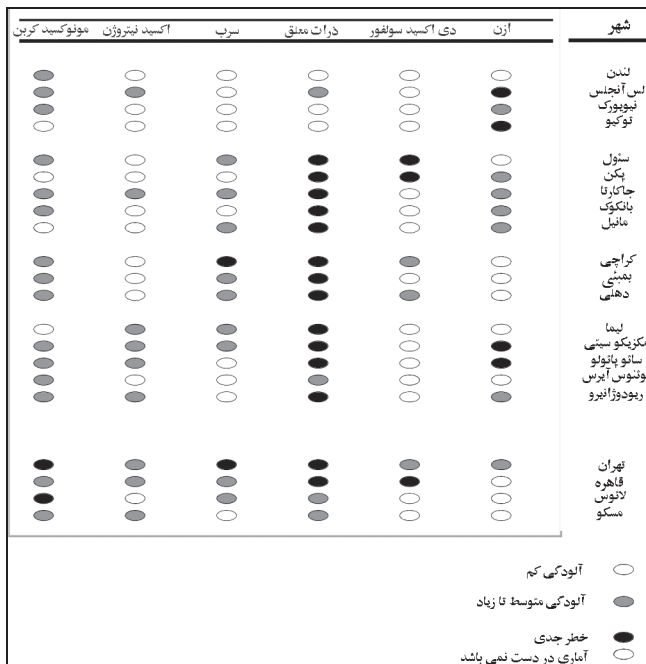 شهر ازن دی اکسید سولفور ذرات معلق سرب اکسید نیتروژن مونوکسید کربن
لندن
لس آنجلس
نیویورک
توکیو
سئول
پکن
جاکارتا
بانکوک
مانیل
کراچی
بمبئی
دهلی
لیما
مکزیکو سیتی
سائو پائولو
بوئنوس آیرس
ریودوژانیرو
تهران
قاهره
لائوس
مسکو
آلودگی کم
آلودگی متوسط تا زیاد
خطر جدی
آماری در دست نمی باشد